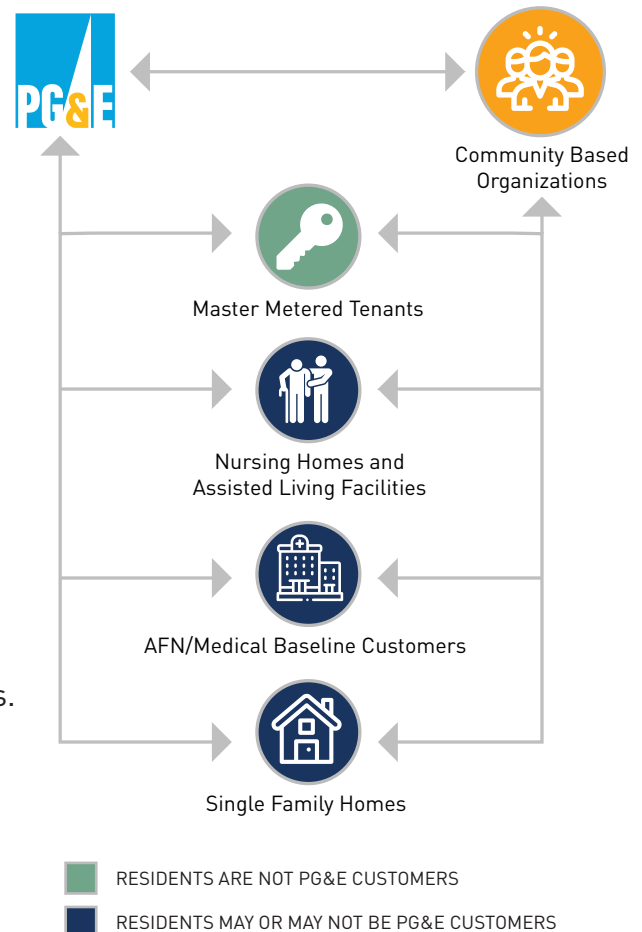 PG&E
Community Based
Organizations
Master Metered Tenants
Nursing Homes and
Assisted Living Facilities
AFN/Medical Baseline Customers
s.
Single Family Homes
RESIDENTS ARE NOT PG&E CUSTOMERS
RESIDENTS MAY OR MAY NOT BE PG&E CUSTOMERS